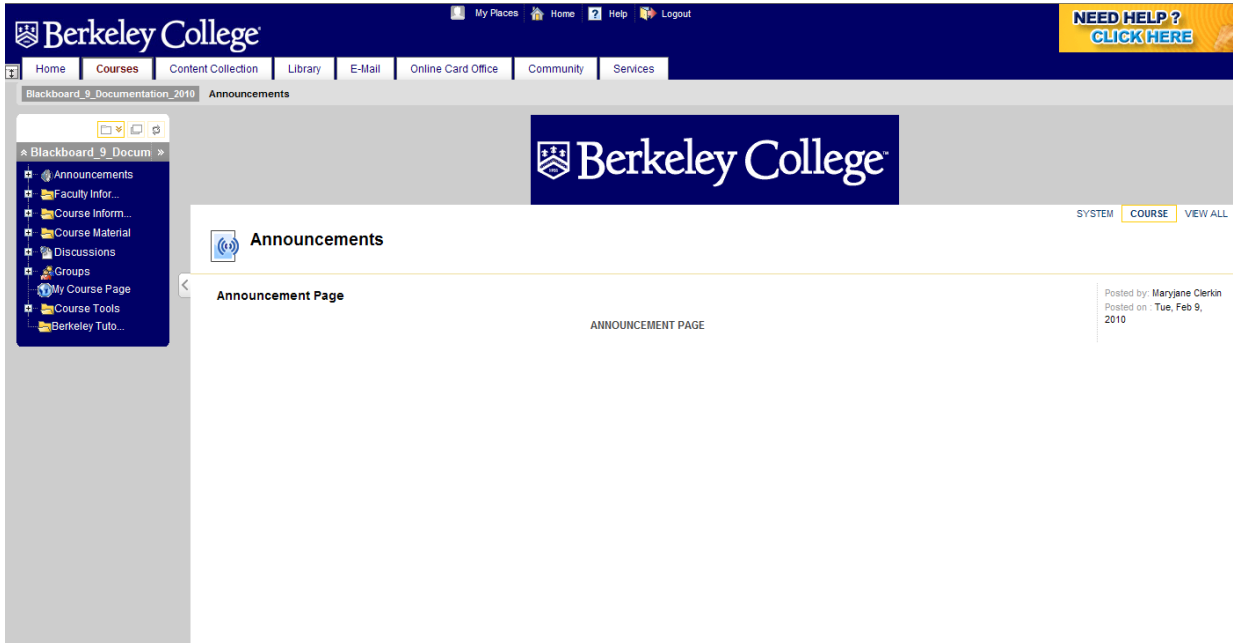 My Places Home ? Help Logout
NEED HELP ?
CLICK HERE
Berkeley College
Home Courses Content Collection Library E-Mail Online Card Office Community Services
Blackboard_9_Documentation_2010 Announcements
Blackboard_9_Docum
Announcements
Faculty Infor...
Course Inform...
Course Material
Discussions
Groups
My Course Page
Course Tools
Berkeley Tuto...
Berkeley College™
SYSTEM COURSE VIEW ALL
Announcements
Announcement Page
ANNOUNCEMENT PAGE
Posted by: Maryjane Clerkin
Posted on : Tue, Feb 9,
2010